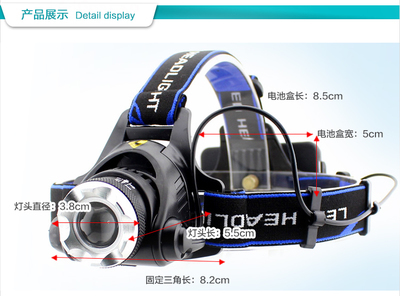 产品展示 Detail display
HEADLIGHT
电池盒长：8.5cm
电池盒宽：5cm
灯头直径：3.8cm
灯头长：5.5cm
HEADLIGHT
固定三角长：8.2cm